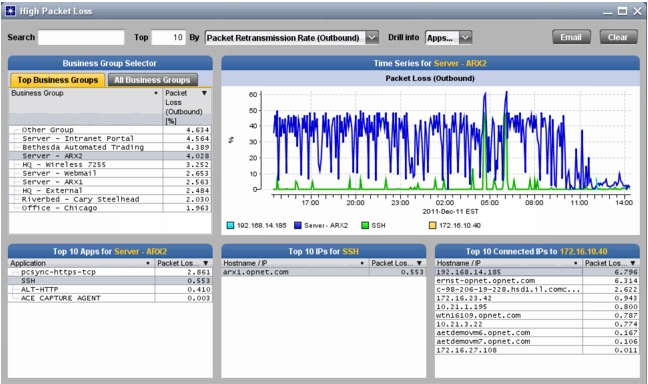 High Packet Loss
Search Top 10 By Packet Retransmission Rate (Outbound) Drill into Apps... Email Clear
Business Group Selector
Top Business Groups All Business Groups
Business Group Packet Loss (Outbound) [%]
Other Group 4.634
Server - Intranet Portal 4.564
Bethesda Automated Trading 4.389
Server - ARX2 4.028
HQ - Wireless 7255 3.252
Server - Webmail 2.653
Server - ARX1 2.563
HQ - External 2.484
Riverbed - Cary Steelhead 2.030
Office - Chicago 1.963
Time Series for Server - ARX2
Packet Loss (Outbound)
%
60
50
40
30
20
10
0
17:00 20:00 23:00 02:00 05:00 08:00 11:00 14:00
2011-Dec-11 EST
192.168.14.185 Server - ARX2 SSH 172.16.10.40
Top 10 Apps for Server - ARX2
Application Packet Los...
pcsync-https-tcp 2.861
SSH 0.553
ALT-HTTP 0.410
ACE CAPTURE AGENT 0.003
Top 10 IPs for SSH
Hostname / IP Packet Los...
arx1.opnet.com 0.553
Top 10 Connected IPs to 172.16.10.40
Hostname / IP Packet Los...
192.168.14.185 6.796
ernst-opnet.opnet.com 6.314
c-98-206-19-228.hsd1.il.comc... 2.622
172.16.23.42 0.943
10.21.1.195 0.800
wtn16109.opnet.com 0.787
10.21.3.22 0.774
aetdemovm6.opnet.com 0.167
aetdemovm7.opnet.com 0.106
172.16.27.108 0.011